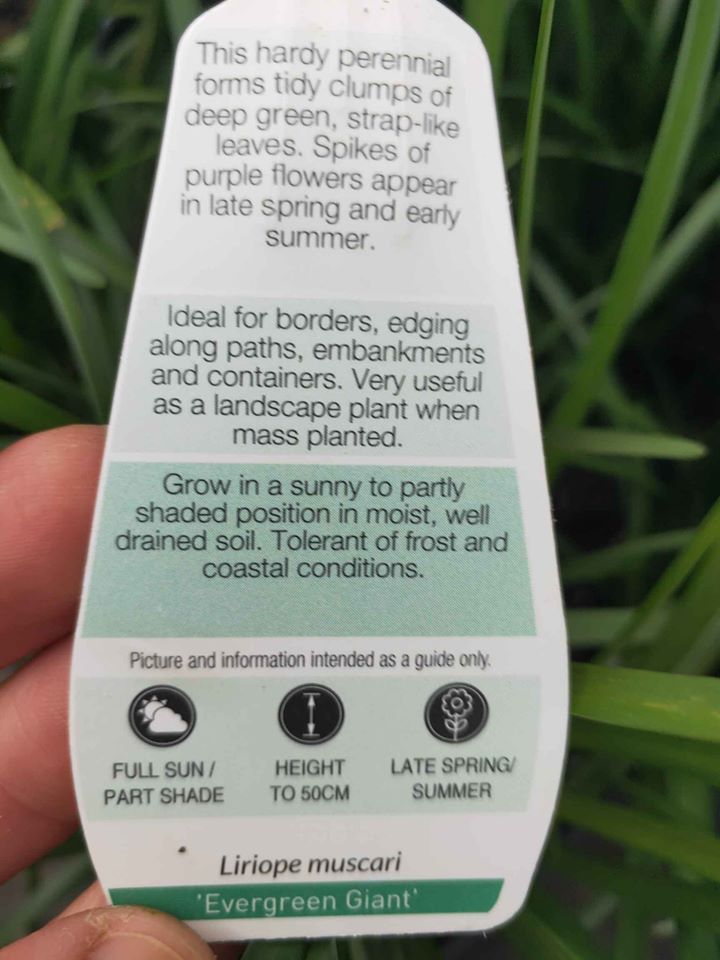 This hardy perennial
forms tidy clumps of
deep green, strap-like
leaves. Spikes of
purple flowers appear
in late spring and early
summer.
Ideal for borders, edging
along paths, embankments
and containers. Very useful
as a landscape plant when
mass planted.
Grow in a sunny to partly
shaded position in moist, well
drained soil. Tolerant of frost and
coastal conditions.
Picture and information intended as a guide only.
FULL SUN /
PART SHADE
HEIGHT
TO 50CM
LATE SPRING/
SUMMER
Liriope muscari
'Evergreen Giant'